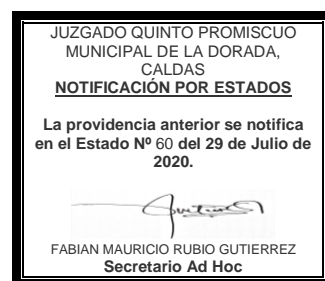 JUZGADO QUINTO PROMISCUO
MUNICIPAL DE LA DORADA,
CALDAS
NOTIFICACIÓN POR ESTADOS
La providencia anterior se notifica
en el Estado Nº 60 del 29 de Julio de
2020.
FABIAN MAURICIO RUBIO GUTIERREZ
Secretario Ad Hoc